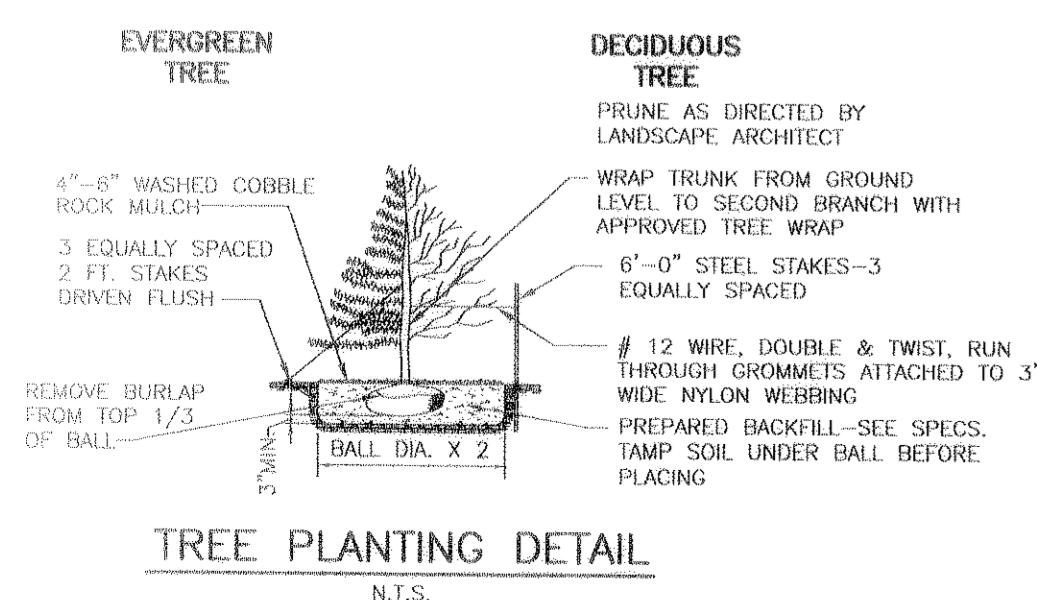 EVERGREEN
TREE
4"-6" WASHED COBBLE
ROCK MULCH
3 EQUALLY SPACED
2 FT. STAKES
DRIVEN FLUSH
REMOVE BURLAP
FROM TOP 1/3
OF BALL
3"MIN
BALL DIA. X 2
DECIDUOUS
TREE
PRUNE AS DIRECTED BY
LANDSCAPE ARCHITECT
WRAP TRUNK FROM GROUND
LEVEL TO SECOND BRANCH WITH
APPROVED TREE WRAP
6'-0" STEEL STAKES-3
EQUALLY SPACED
# 12 WIRE, DOUBLE & TWIST, RUN
THROUGH GROMMETS ATTACHED TO 3'
WIDE NYLON WEBBING
PREPARED BACKFILL-SEE SPECS.
TAMP SOIL UNDER BALL BEFORE
PLACING
TREE PLANTING DETAIL
N.T.S.